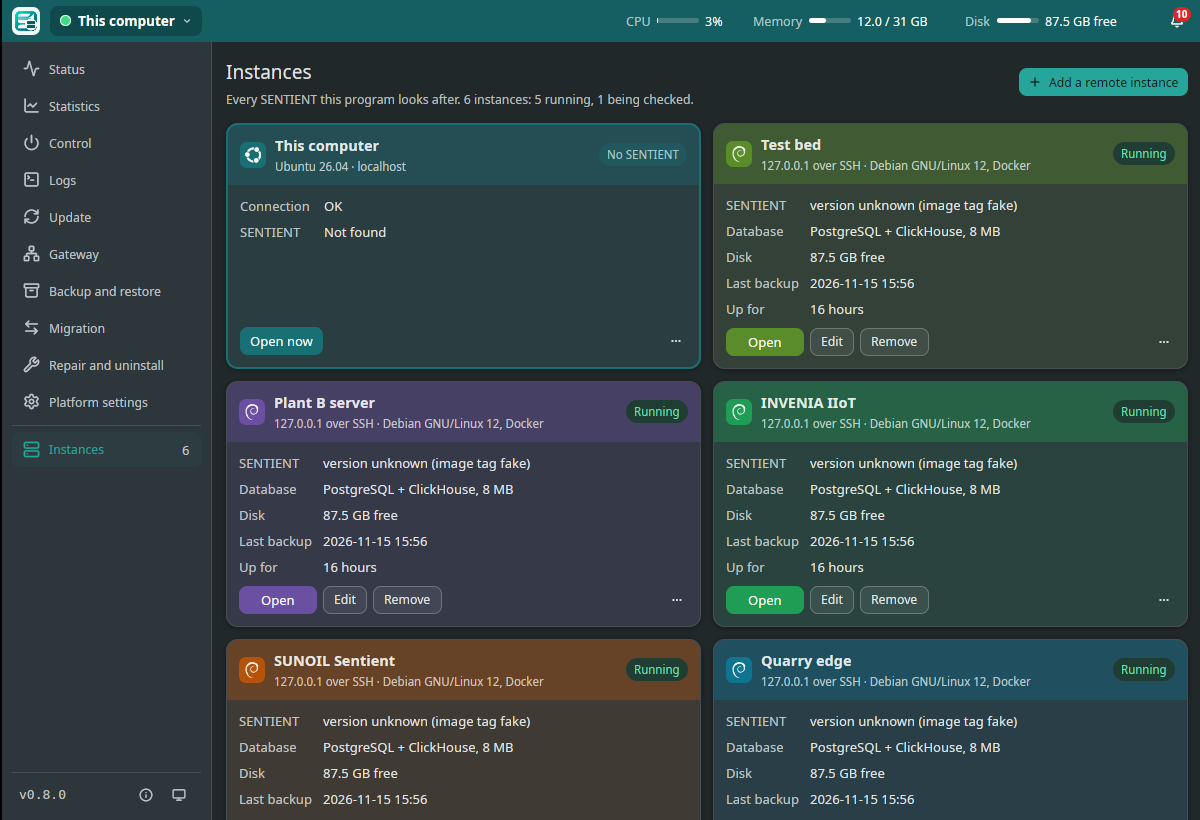 This computer
CPU 3% Memory 12.0 / 31 GB Disk 87.5 GB free 10
Status
Statistics
Control
Logs
Update
Gateway
Backup and restore
Migration
Repair and uninstall
Platform settings
Instances 6
v0.8.0
Instances
Every SENTIENT this program looks after. 6 instances: 5 running, 1 being checked.
+ Add a remote instance
This computer
Ubuntu 26.04 · localhost
No SENTIENT
Connection OK
SENTIENT Not found
Open now ...
Test bed
127.0.0.1 over SSH · Debian GNU/Linux 12, Docker
Running
SENTIENT version unknown (image tag fake)
Database PostgreSQL + ClickHouse, 8 MB
Disk 87.5 GB free
Last backup 2026-11-15 15:56
Up for 16 hours
Open Edit Remove ...
Plant B server
127.0.0.1 over SSH · Debian GNU/Linux 12, Docker
Running
SENTIENT version unknown (image tag fake)
Database PostgreSQL + ClickHouse, 8 MB
Disk 87.5 GB free
Last backup 2026-11-15 15:56
Up for 16 hours
Open Edit Remove ...
INVENIA IIoT
127.0.0.1 over SSH · Debian GNU/Linux 12, Docker
Running
SENTIENT version unknown (image tag fake)
Database PostgreSQL + ClickHouse, 8 MB
Disk 87.5 GB free
Last backup 2026-11-15 15:56
Up for 16 hours
Open Edit Remove ...
SUNOIL Sentient
127.0.0.1 over SSH · Debian GNU/Linux 12, Docker
Running
SENTIENT version unknown (image tag fake)
Database PostgreSQL + ClickHouse, 8 MB
Disk 87.5 GB free
Last backup 2026-11-15 15:56
Quarry edge
127.0.0.1 over SSH · Debian GNU/Linux 12, Docker
Running
SENTIENT version unknown (image tag fake)
Database PostgreSQL + ClickHouse, 8 MB
Disk 87.5 GB free
Last backup 2026-11-15 15:56